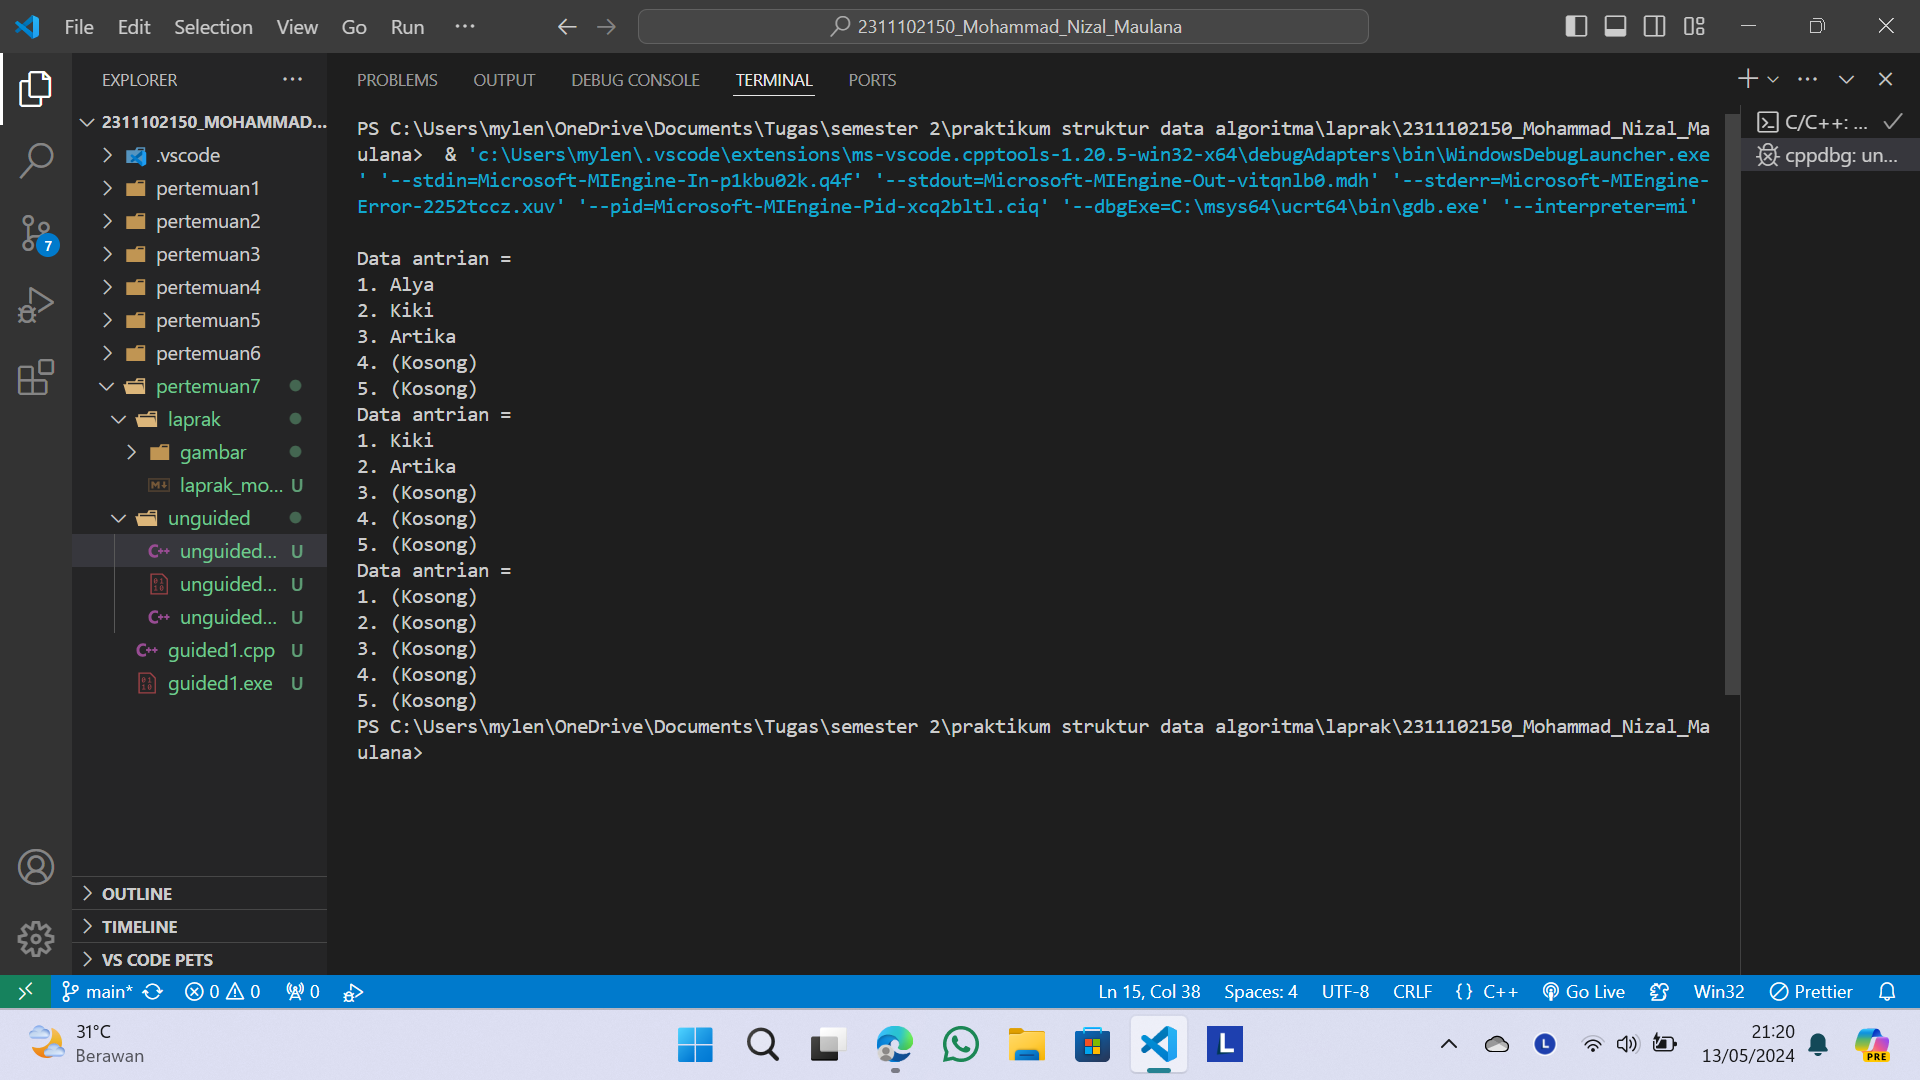 File Edit Selection View Go Run ···
2311102150_Mohammad_Nizal_Maulana
EXPLORER
2311102150_MOHAMMAD...
.vscode
pertemuan1
pertemuan2
pertemuan3
pertemuan4
pertemuan5
pertemuan6
pertemuan7
laprak
gambar
laprak_mo... U
unguided
unguided... U
unguided... U
unguided... U
guided1.cpp U
guided1.exe U
OUTLINE
TIMELINE
VS CODE PETS
7
PROBLEMS OUTPUT DEBUG CONSOLE TERMINAL PORTS
PS C:\Users\mylen\OneDrive\Documents\Tugas\semester 2\praktikum struktur data algoritma\laprak\2311102150_Mohammad_Nizal_Ma
ulana> & 'c:\Users\mylen\.vscode\extensions\ms-vscode.cpptools-1.20.5-win32-x64\debugAdapters\bin\WindowsDebugLauncher.exe
' '--stdin=Microsoft-MIEngine-In-p1kbu02k.q4f' '--stdout=Microsoft-MIEngine-Out-vitqnlb0.mdh' '--stderr=Microsoft-MIEngine-
Error-2252tccz.xuv' '--pid=Microsoft-MIEngine-Pid-xcq2bltl.ciq' '--dbgExe=C:\msys64\ucrt64\bin\gdb.exe' '--interpreter=mi'
Data antrian =
1. Alya
2. Kiki
3. Artika
4. (Kosong)
5. (Kosong)
Data antrian =
1. Kiki
2. Artika
3. (Kosong)
4. (Kosong)
5. (Kosong)
Data antrian =
1. (Kosong)
2. (Kosong)
3. (Kosong)
4. (Kosong)
5. (Kosong)
PS C:\Users\mylen\OneDrive\Documents\Tugas\semester 2\praktikum struktur data algoritma\laprak\2311102150_Mohammad_Nizal_Ma
ulana>
C/C++: ...
cppdbg: un...
main* 0 0 0
Ln 15, Col 38 Spaces: 4 UTF-8 CRLF {} C++ Go Live Win32 Prettier
31°C
Berawan
L
L
21:20
13/05/2024
PRE